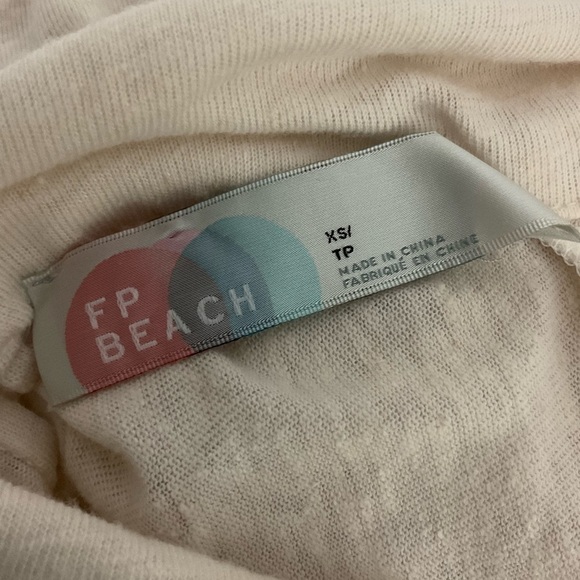 FP
BEACH
XS/
TP
MADE IN CHINA
FABRIQUÉ EN CHINE